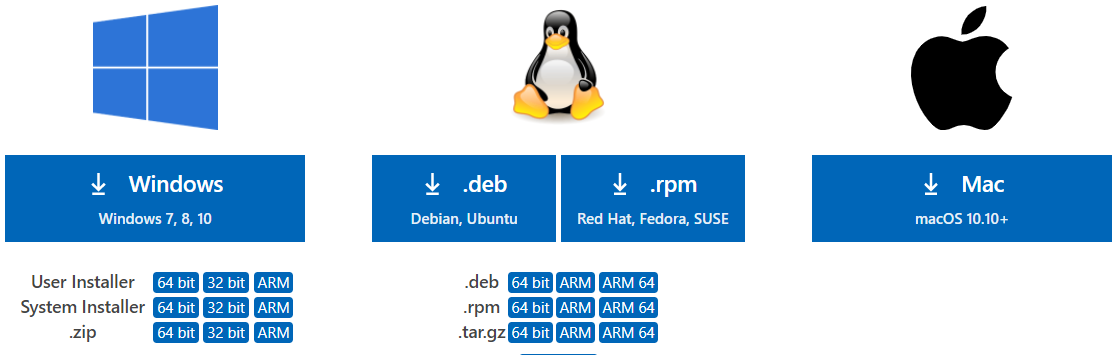 Windows
Windows 7, 8, 10
.deb
Debian, Ubuntu
.rpm
Red Hat, Fedora, SUSE
Mac
macOS 10.10+
User Installer 64 bit 32 bit ARM
System Installer 64 bit 32 bit ARM
.zip 64 bit 32 bit ARM
.deb 64 bit ARM ARM 64
.rpm 64 bit ARM ARM 64
.tar.gz 64 bit ARM ARM 64